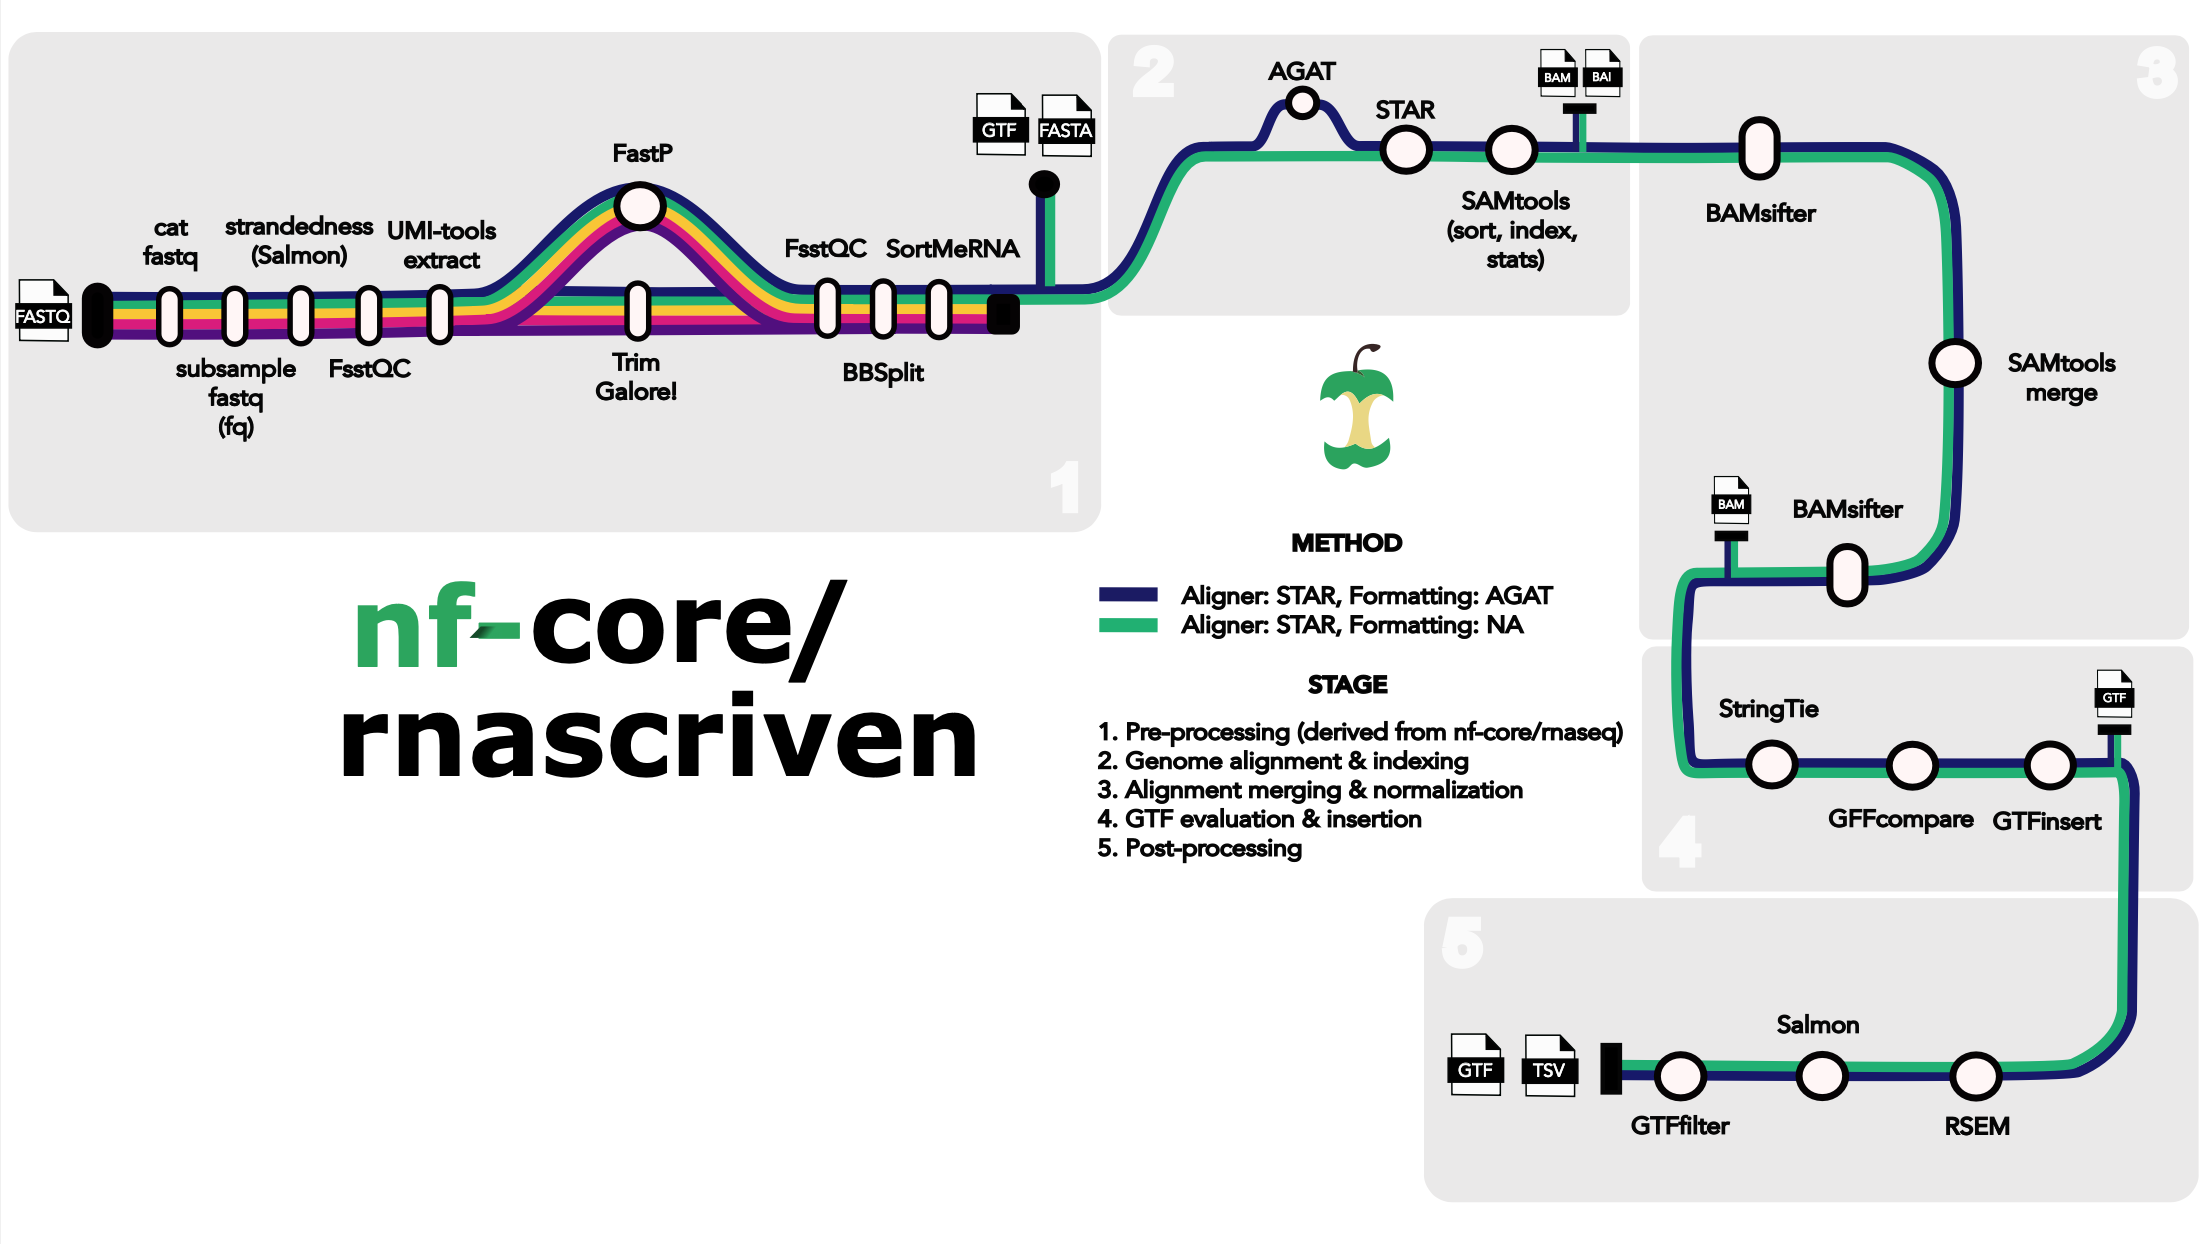 FASTQ
cat
fastq
subsample
fastq
(fq)
strandedness
(Salmon)
FsstQC
UMI-tools
extract
FastP
Trim
Galore!
FsstQC
BBSplit
SortMeRNA
GTF
FASTA
1
2
AGAT
STAR
SAMtools
(sort, index,
stats)
BAM
BAI
3
BAMsifter
SAMtools
merge
BAMsifter
BAM
StringTie
GFFcompare
GTFinsert
GTF
4
5
RSEM
Salmon
GTFfilter
TSV
GTF
nf-core/
rnascriven
METHOD
Aligner: STAR, Formatting: AGAT
Aligner: STAR, Formatting: NA
STAGE
1. Pre-processing (derived from nf-core/rnaseq)
2. Genome alignment & indexing
3. Alignment merging & normalization
4. GTF evaluation & insertion
5. Post-processing